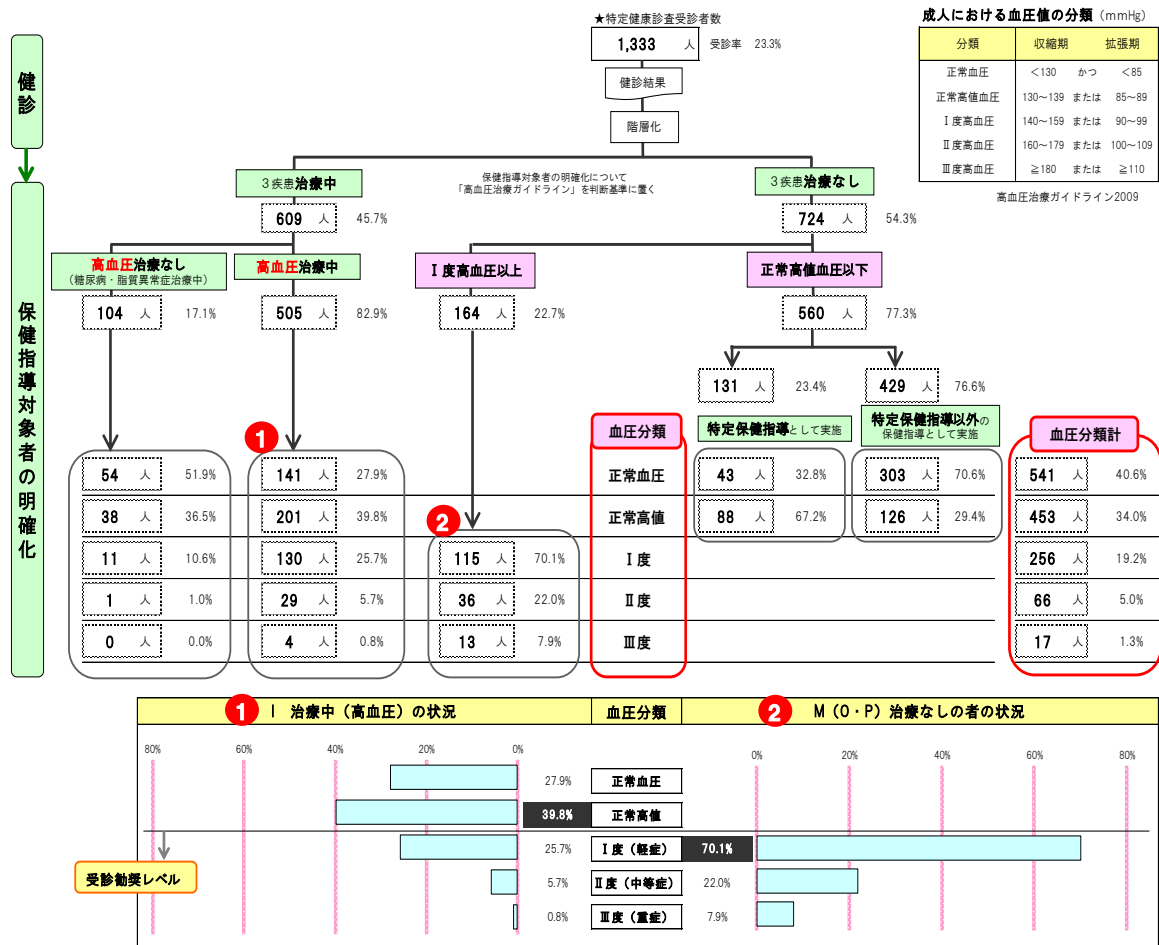 ★特定健康診査受診者数
1,333 人 受診率 23.3%
健診結果
階層化
成人における血圧値の分類（mmHg）
分類 収縮期 拡張期
正常血圧 ＜130 かつ ＜85
正常高値血圧 130～139 または 85～89
Ⅰ度高血圧 140～159 または 90～99
Ⅱ度高血圧 160～179 または 100～109
Ⅲ度高血圧 ≧180 または ≧110
高血圧治療ガイドライン2009
健診
保健指導対象者の明確化
保健指導対象者の明確化について
「高血圧治療ガイドライン」を判断基準に置く
3疾患治療中
609 人 45.7%
3疾患治療なし
724 人 54.3%
高血圧治療なし
（糖尿病・脂質異常症治療中）
104 人 17.1%
高血圧治療中
505 人 82.9%
Ⅰ度高血圧以上
164 人 22.7%
正常高値血圧以下
560 人 77.3%
131 人 23.4%
429 人 76.6%
特定保健指導として実施
特定保健指導以外の
保健指導として実施
1
2
血圧分類
血圧分類計
54 人 51.9% 141 人 27.9% 正常血圧 43 人 32.8% 303 人 70.6% 541 人 40.6%
38 人 36.5% 201 人 39.8% 正常高値 88 人 67.2% 126 人 29.4% 453 人 34.0%
11 人 10.6% 130 人 25.7% 115 人 70.1% Ⅰ度 256 人 19.2%
1 人 1.0% 29 人 5.7% 36 人 22.0% Ⅱ度 66 人 5.0%
0 人 0.0% 4 人 0.8% 13 人 7.9% Ⅲ度 17 人 1.3%
1 Ⅰ 治療中（高血圧）の状況 血圧分類 2 M（O・P）治療なしの者の状況
80% 60% 40% 20% 0% 0% 20% 40% 60% 80%
27.9% 正常血圧
39.8% 正常高値
25.7% Ⅰ度（軽症） 70.1%
5.7% Ⅱ度（中等症） 22.0%
0.8% Ⅲ度（重症） 7.9%
受診勧奨レベル